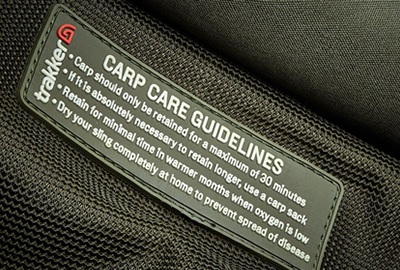 trakker
CARP CARE GUIDELINES
• Carp should only be retained for a maximum of 30 minutes
• If it is absolutely necessary to retain longer, use a carp sack
• Retain for minimal time in warmer months when oxygen is low
• Dry your sling completely at home to prevent spread of disease